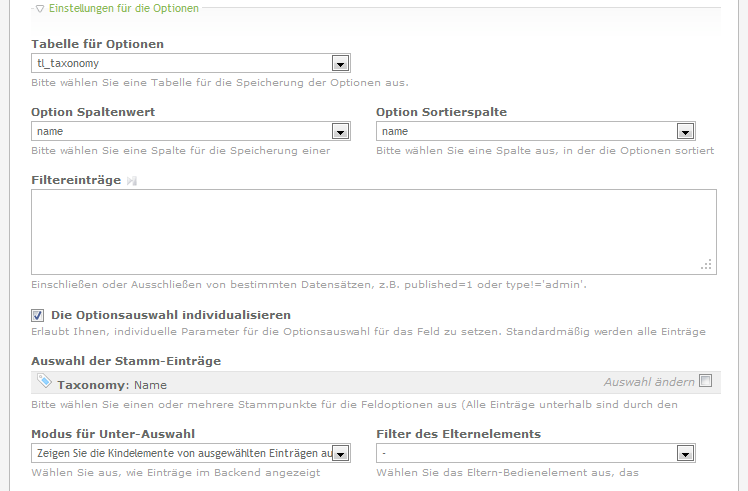 Einstellungen für die Optionen
Tabelle für Optionen
tl_taxonomy
Bitte wählen Sie eine Tabelle für die Speicherung der Optionen aus.
Option Spaltenwert
name
Bitte wählen Sie eine Spalte für die Speicherung einer
Option Sortierspalte
name
Bitte wählen Sie eine Spalte aus, in der die Optionen sortiert
Filtereinträge
Einschließen oder Ausschließen von bestimmten Datensätzen, z.B. published=1 oder type!='admin'.
Die Optionsauswahl individualisieren
Erlaubt Ihnen, individuelle Parameter für die Optionsauswahl für das Feld zu setzen. Standardmäßig werden alle Einträge
Auswahl der Stamm-Einträge
Taxonomy: Name
Auswahl ändern
Bitte wählen Sie einen oder mehrere Stammpunkte für die Feldoptionen aus (Alle Einträge unterhalb sind durch den
Modus für Unter-Auswahl
Zeigen Sie die Kindelemente von ausgewählten Einträgen au
Wählen Sie aus, wie Einträge im Backend angezeigt
Filter des Elternelements
-
Wählen Sie das Eltern-Bedienelement aus, das